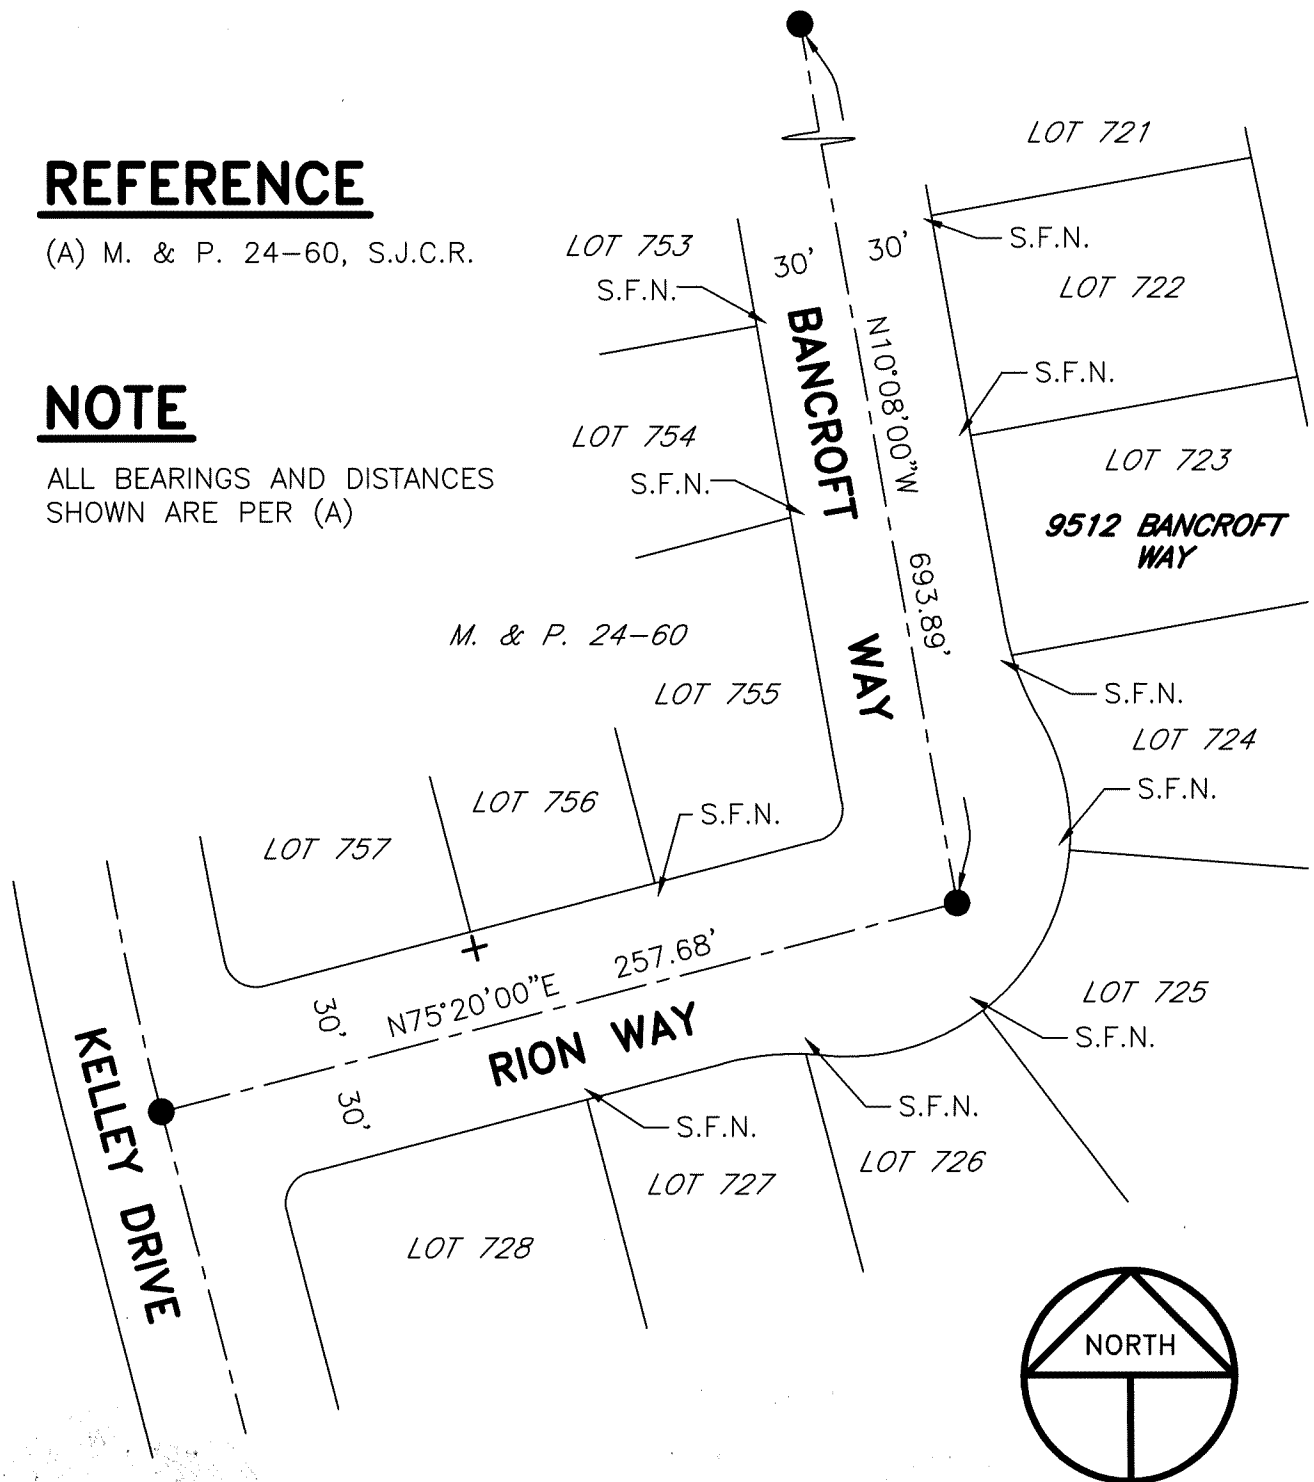 LOT 721
REFERENCE
(A) M. & P. 24-60, S.J.C.R.
LOT 753
30'
30'
S.F.N.
S.F.N.
LOT 722
BANCROFT
WAY
N10°08'00"W
693.89'
NOTE
ALL BEARINGS AND DISTANCES
SHOWN ARE PER (A)
S.F.N.
LOT 754
S.F.N.
LOT 723
9512 BANCROFT
WAY
M. & P. 24-60
LOT 755
S.F.N.
LOT 724
S.F.N.
LOT 756
S.F.N.
LOT 757
257.68'
N75°20'00"E
30'
30'
RION WAY
LOT 725
S.F.N.
KELLEY DRIVE
S.F.N.
S.F.N.
LOT 726
LOT 727
LOT 728
NORTH